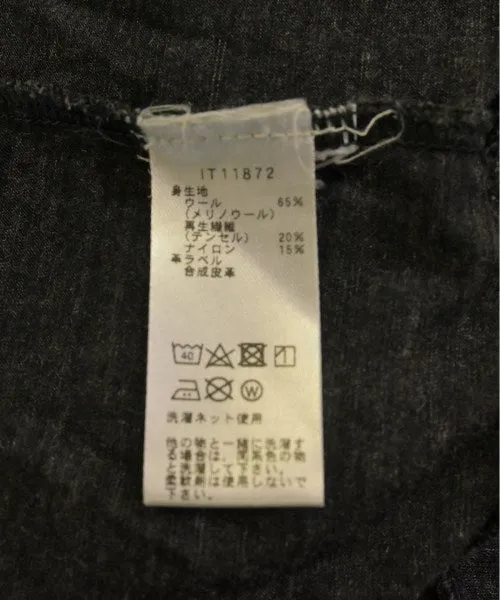 IT11872
身生地
ウール 65%
(メリノウール)
再生繊維
(テンセル) 20%
ナイロン 15%
革ラベル
合成皮革
40
W
洗濯ネット使用
他の物と一緒に洗濯す
る場合は、同系色の物
と洗濯して下さい。
柔軟剤は使用しないで
下さい。